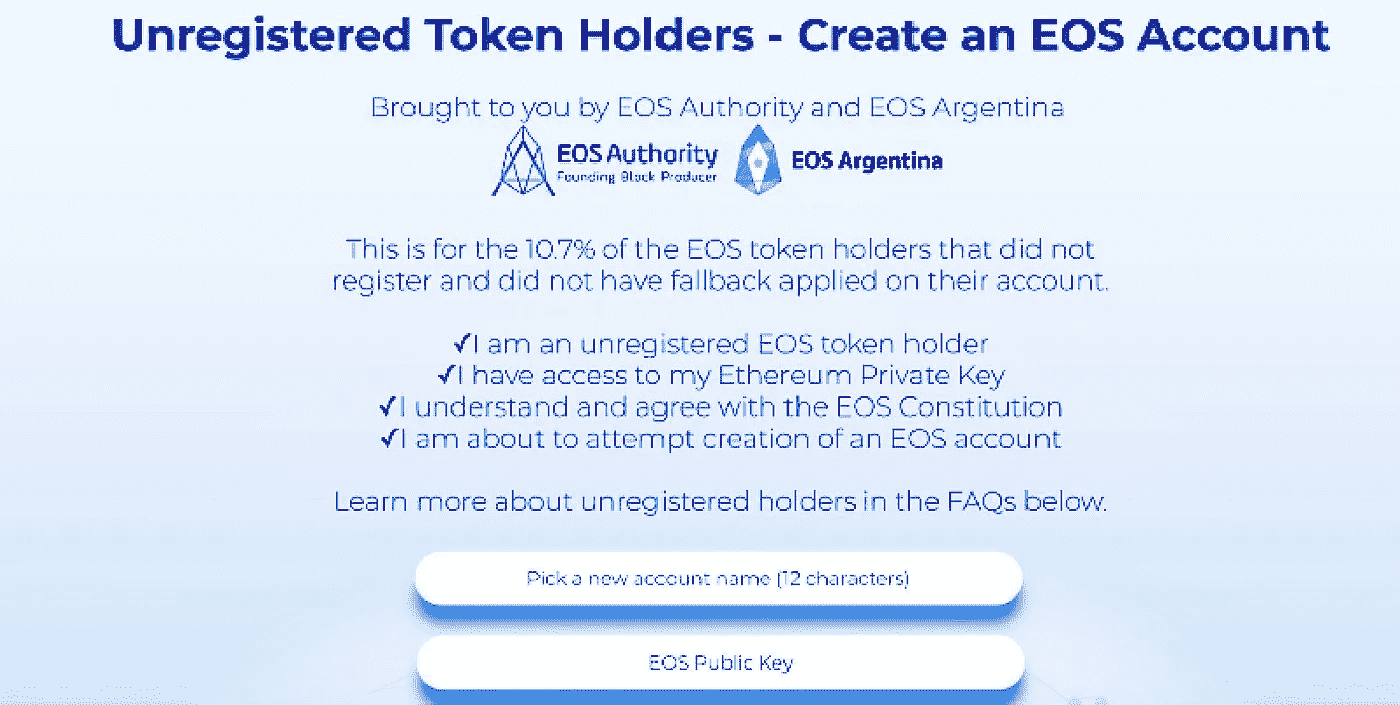 Unregistered Token Holders - Create an EOS Account
Brought to you by EOS Authority and EOS Argentina
EOS Authority
Founding Block Producer
EOS Argentina
This is for the 10.7% of the EOS token holders that did not
register and did not have fallback applied on their account.
✓I am an unregistered EOS token holder
✓I have access to my Ethereum Private Key
✓I understand and agree with the EOS Constitution
✓I am about to attempt creation of an EOS account
Learn more about unregistered holders in the FAQs below.
Pick a new account name (12 characters)
EOS Public Key